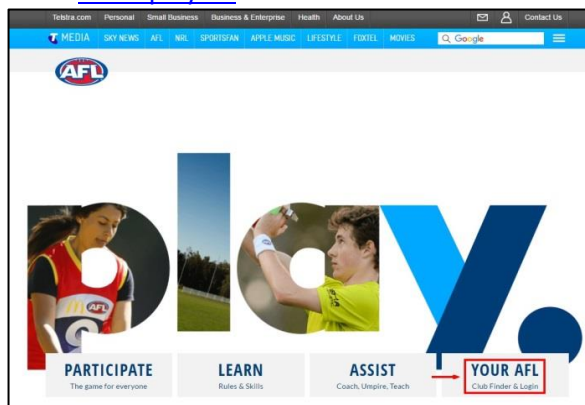 Telstra.com Personal Small Business Business & Enterprise Health About Us Contact Us
T MEDIA SKY NEWS AFL NRL SPORTSFAN APPLE MUSIC LIFESTYLE FOXTEL MOVIES Google
AFL
play.
AFL
PARTICIPATE LEARN ASSIST YOUR AFL
The game for everyone Rules & Skills Coach, Umpire, Teach Club Finder & Login